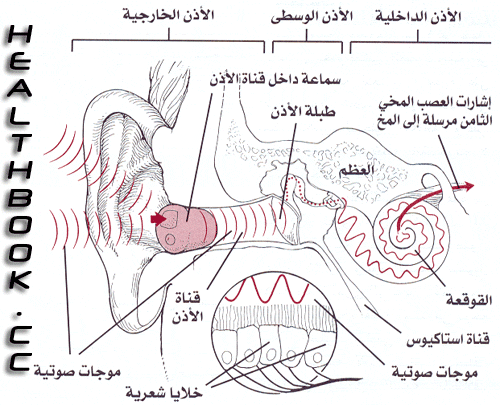 الأذن الخارجية
الأذن الوسطى
الأذن الداخلية
سماعة داخل قناة الأذن
طبلة الأذن
إشارات العصب المخي
الثامن مرسلة إلى المخ
العظم
القوقعة
قناة
الأذن
قناة استاكيوس
موجات صوتية
موجات صوتية
خلايا شعرية
HEALTHBOOK.CC